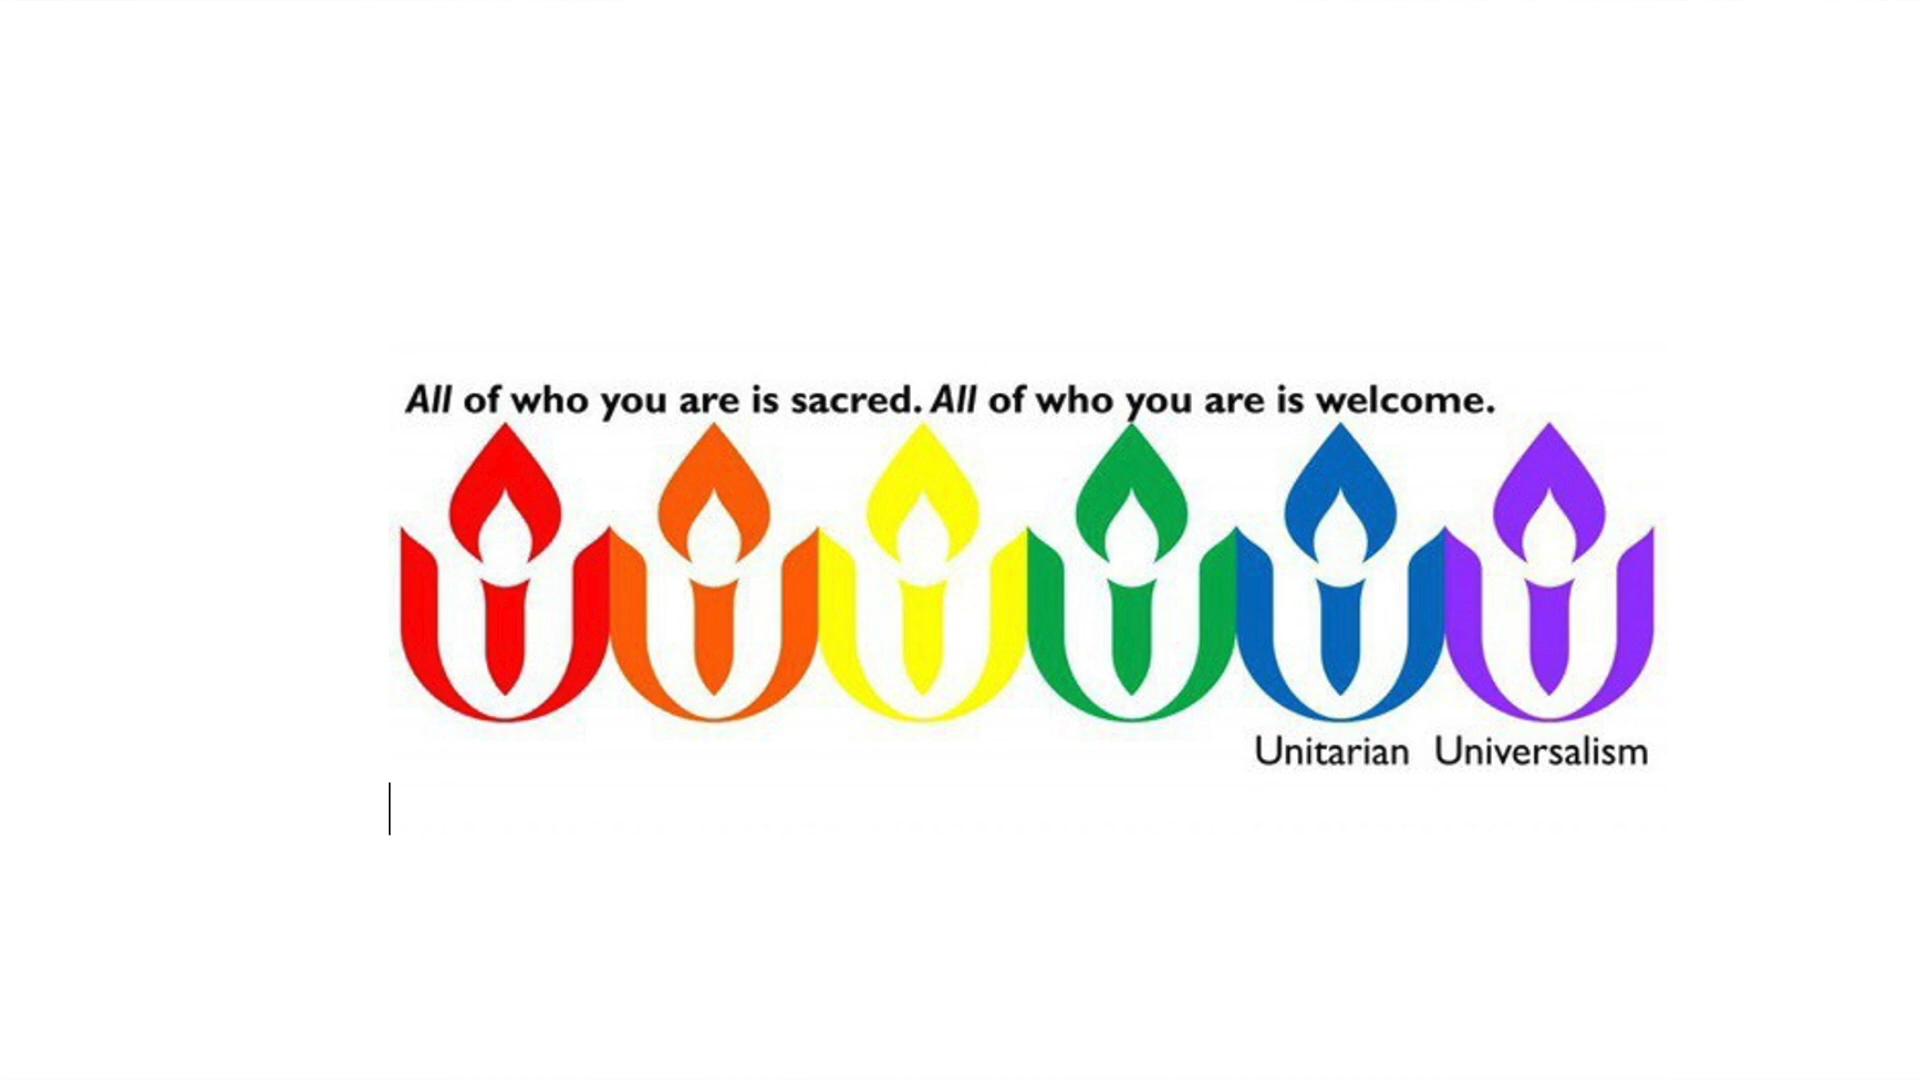 All of who you are is sacred. All of who you are is welcome.
Unitarian Universalism